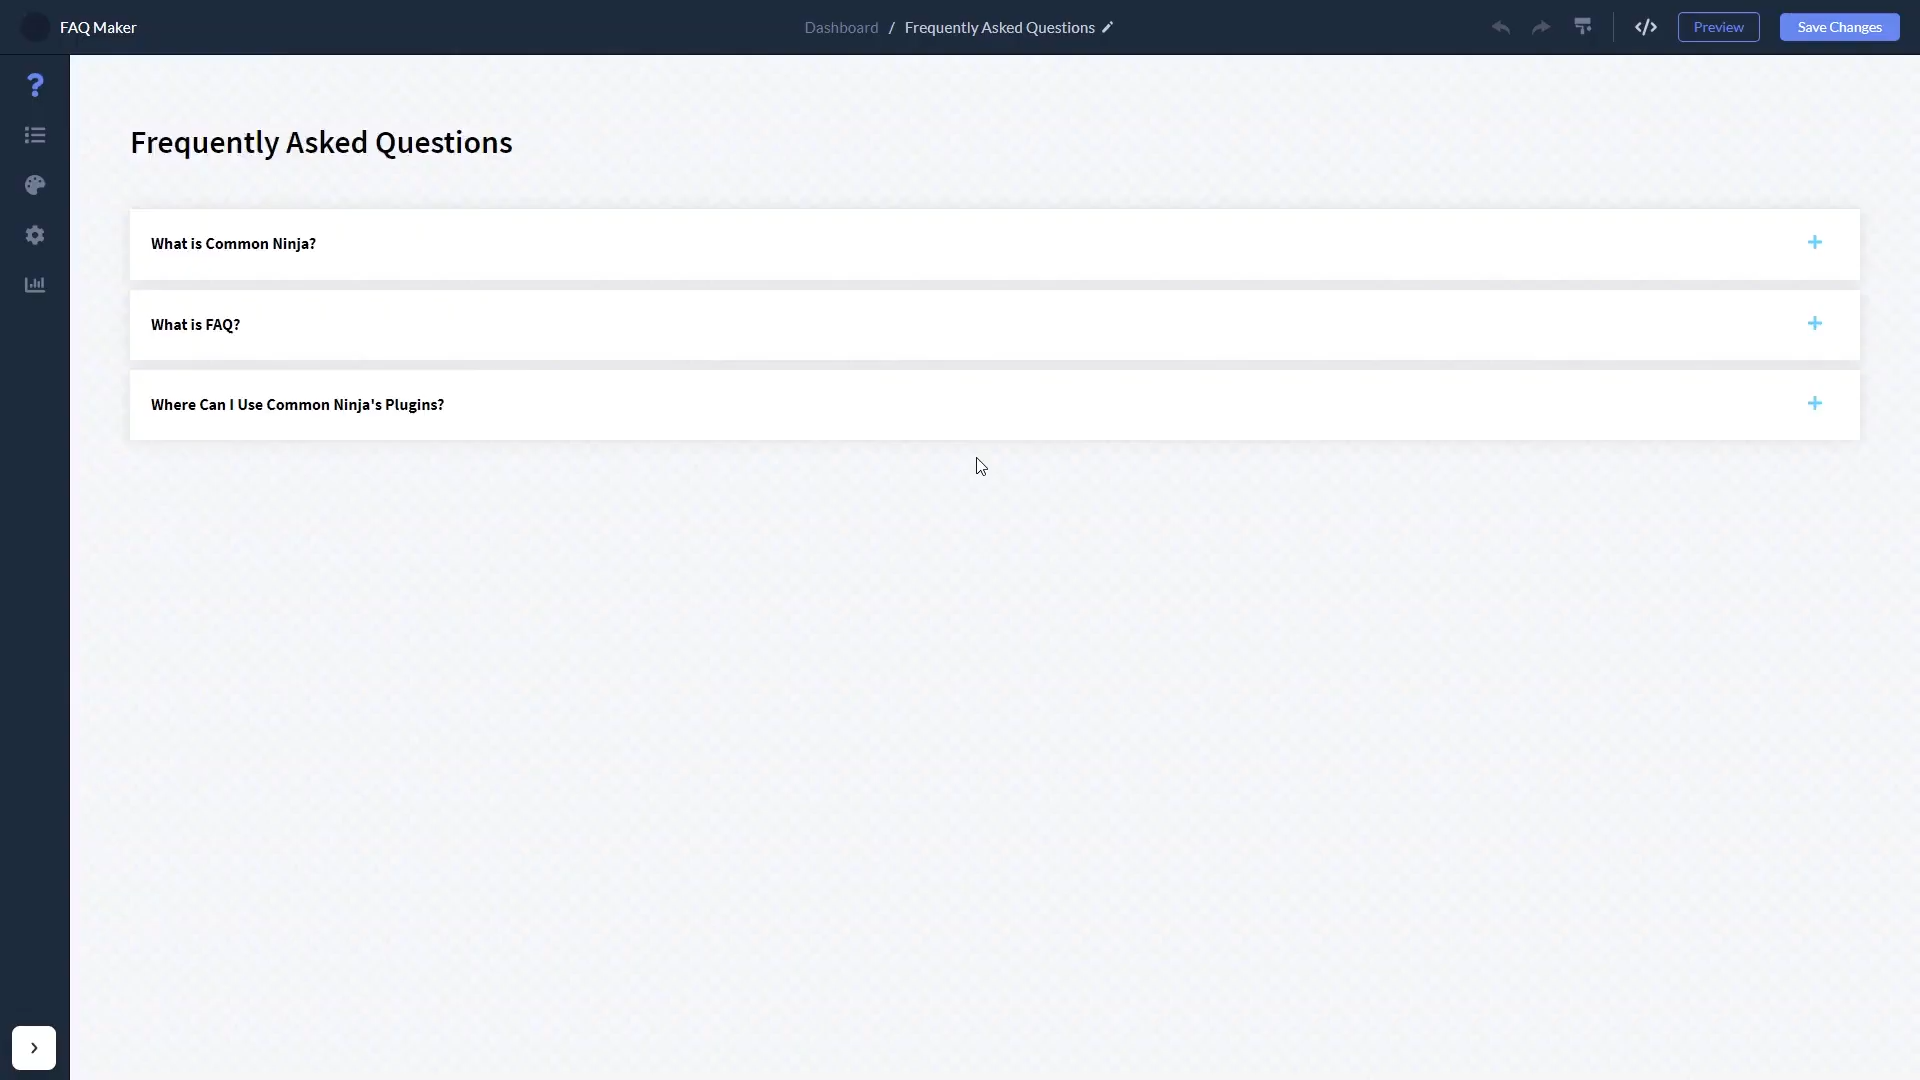 FAQ Maker
Dashboard / Frequently Asked Questions
Preview
Save Changes
Frequently Asked Questions
What is Common Ninja?
What is FAQ?
Where Can I Use Common Ninja's Plugins?